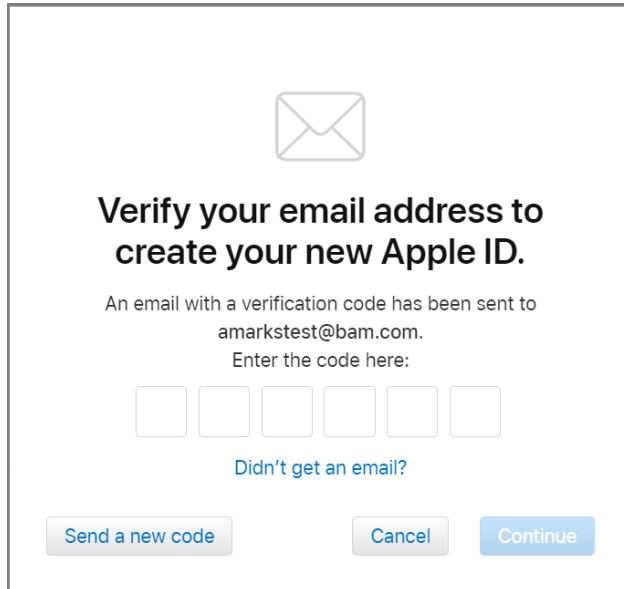 Verify your email address to
create your new Apple ID.
An email with a verification code has been sent to
amarkstest@bam.com.
Enter the code here:
Didn't get an email?
Send a new code
Cancel
Continue